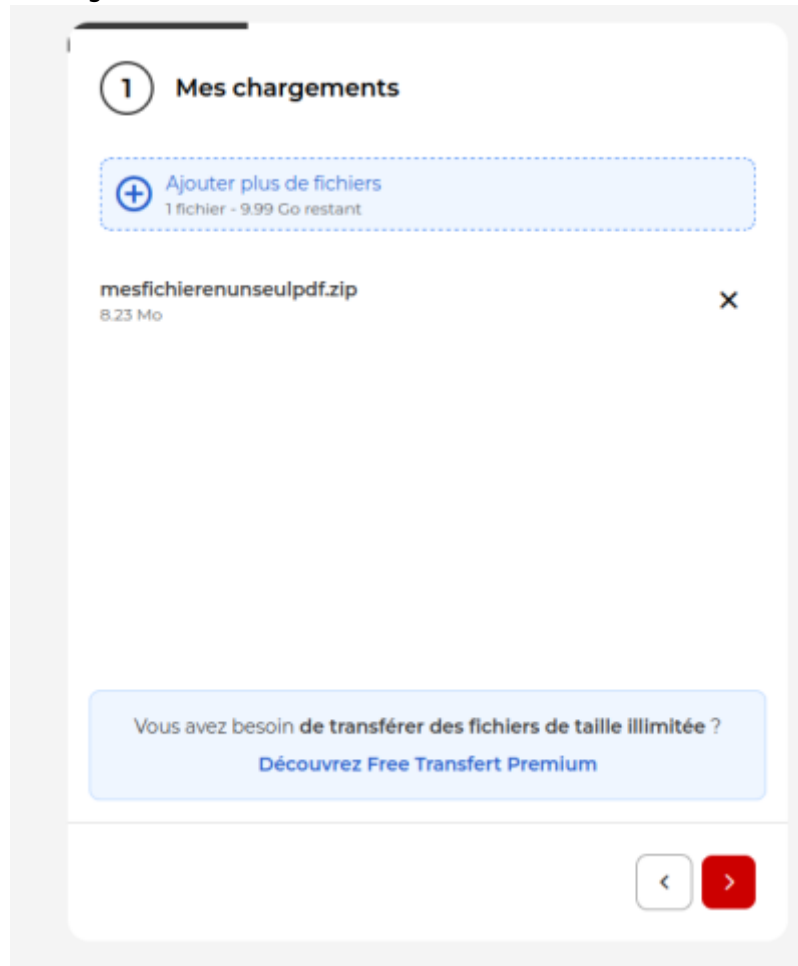 1 Mes chargements
Ajouter plus de fichiers
1 fichier - 9.99 Go restant
mesfichierenunseulpdf.zip
8.23 Mo
Vous avez besoin de transférer des fichiers de taille illimitée ?
Découvrez Free Transfert Premium